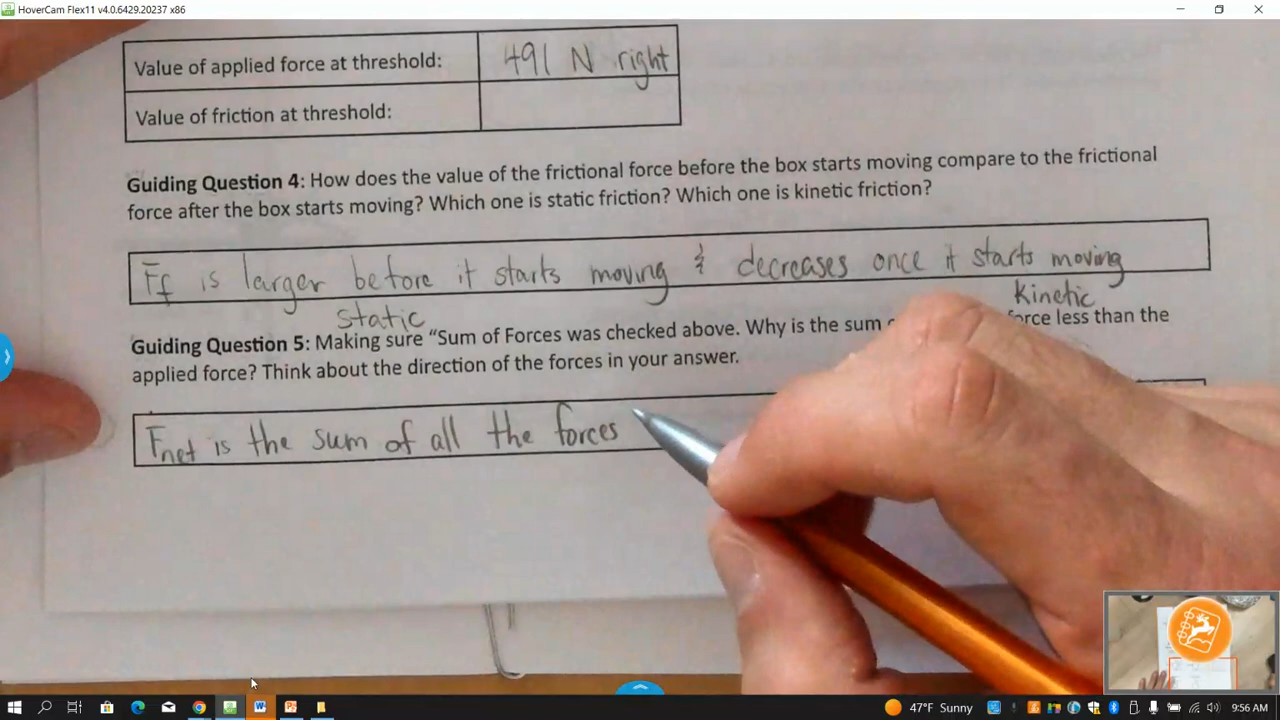 HoverCam Flex11 v4.0.6429.20237 x86
Value of applied force at threshold: 491 N right
Value of friction at threshold:
Guiding Question 4: How does the value of the frictional force before the box starts moving compare to the frictional
force after the box starts moving? Which one is static friction? Which one is kinetic friction?
Ff is larger before it starts moving & decreases once it starts moving
static kinetic
Guiding Question 5: Making sure “Sum of Forces was checked above. Why is the sum force less than the
applied force? Think about the direction of the forces in your answer.
Fnet is the sum of all the forces
47°F Sunny
9:56 AM